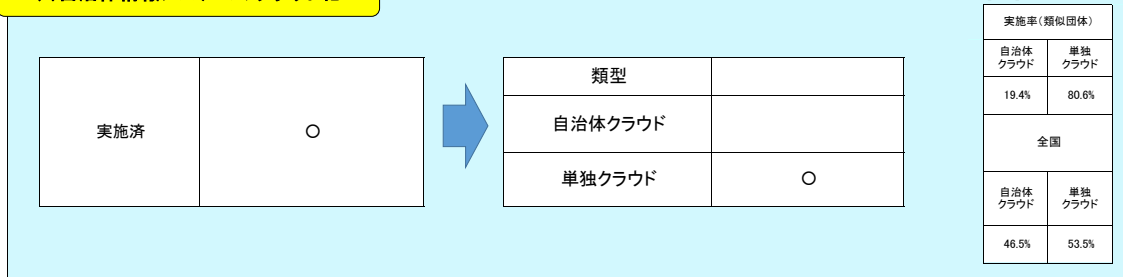 実施済 ○
類型
自治体クラウド
単独クラウド ○
実施率(類似団体)
自治体
クラウド
単独
クラウド
19.4% 80.6%
全国
自治体
クラウド
単独
クラウド
46.5% 53.5%